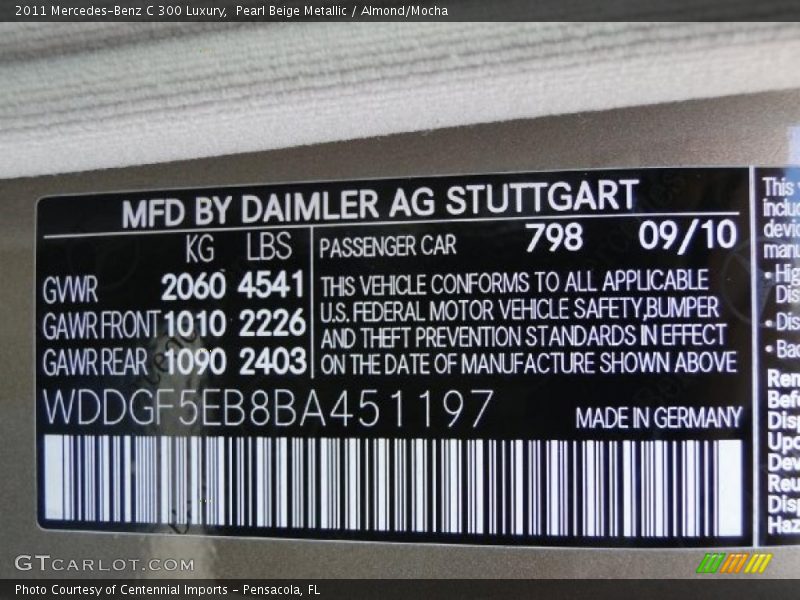 2011 Mercedes-Benz C 300 Luxury,  Pearl Beige Metallic / Almond/Mocha
MFD BY DAIMLER AG STUTTGART
KG LBS
GVWR 2060 4541
GAWR FRONT 1010 2226
GAWR REAR 1090 2403
PASSENGER CAR 798 09/10
THIS VEHICLE CONFORMS TO ALL APPLICABLE
U.S. FEDERAL MOTOR VEHICLE SAFETY,BUMPER
AND THEFT PREVENTION STANDARDS IN EFFECT
ON THE DATE OF MANUFACTURE SHOWN ABOVE
WDDGF5EB8BA451197
MADE IN GERMANY
This
GTCARLOT.COM
Photo Courtesy of Centennial Imports - Pensacola, FL